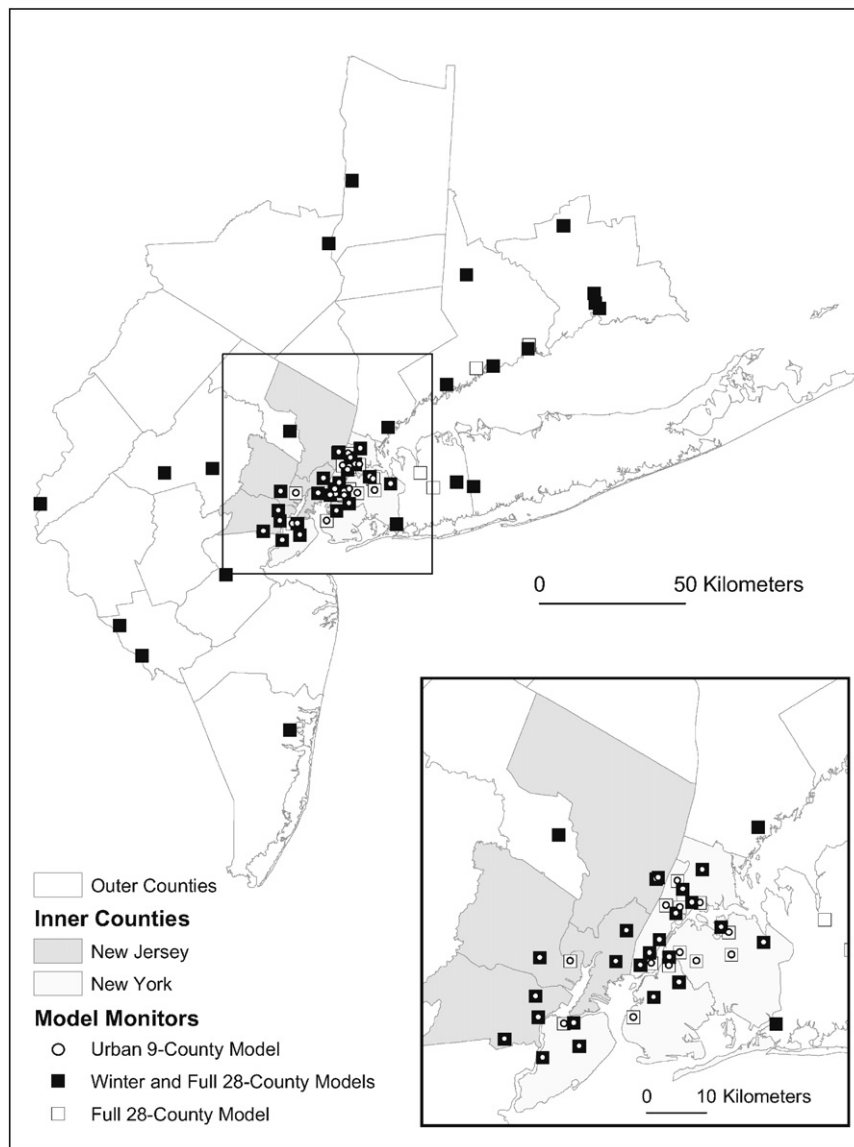 0 50 Kilometers
Outer Counties
Inner Counties
New Jersey
New York
Model Monitors
Urban 9-County Model
Winter and Full 28-County Models
Full 28-County Model
0 10 Kilometers